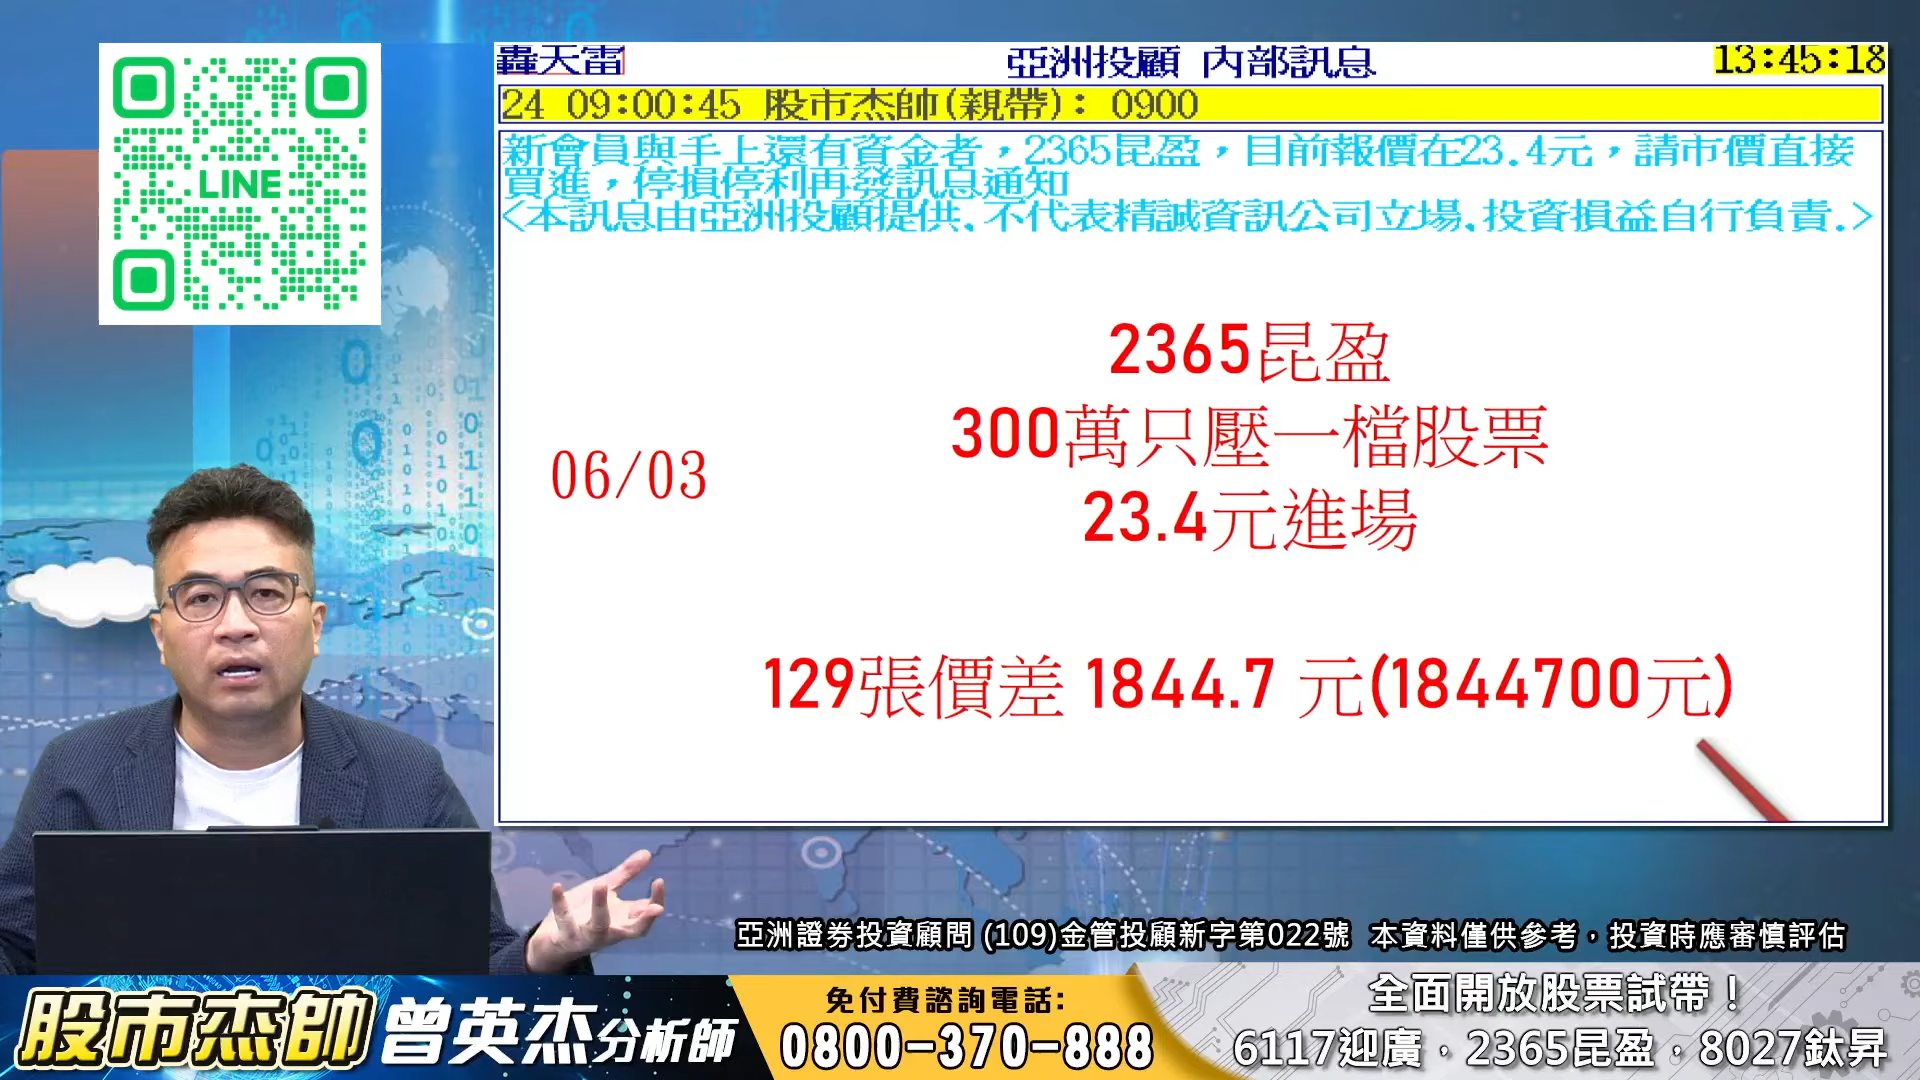 LINE
轟天雷 亞洲投顧 內部訊息 13:45:18
24 09:00:45 股市杰帥(親帶): 0900
新會員與手上還有資金者，2365昆盈，目前報價在23.4元，請市價直接
買進，停損停利再發訊息通知
<本訊息由亞洲投顧提供.不代表精誠資訊公司立場.投資損益自行負責.>
2365昆盈
300萬只壓一檔股票
06/03
23.4元進場
129張價差 1844.7 元(1844700元)
亞洲證券投資顧問 (109)金管投顧新字第022號 本資料僅供參考，投資時應審慎評估
股市杰帥 曾英杰分析師
免付費諮詢電話:
0800-370-888
全面開放股票試帶！
6117迎廣，2365昆盈，8027鈦昇